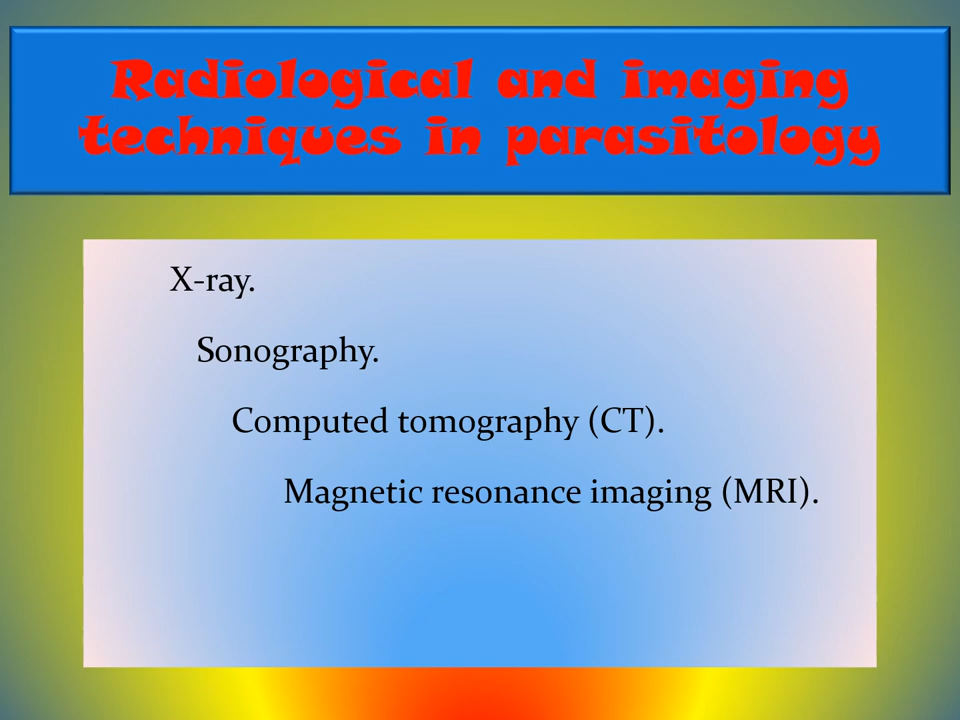 Radiological and imaging
techniques in parasitology
X-ray.
Sonography.
Computed tomography (CT).
Magnetic resonance imaging (MRI).